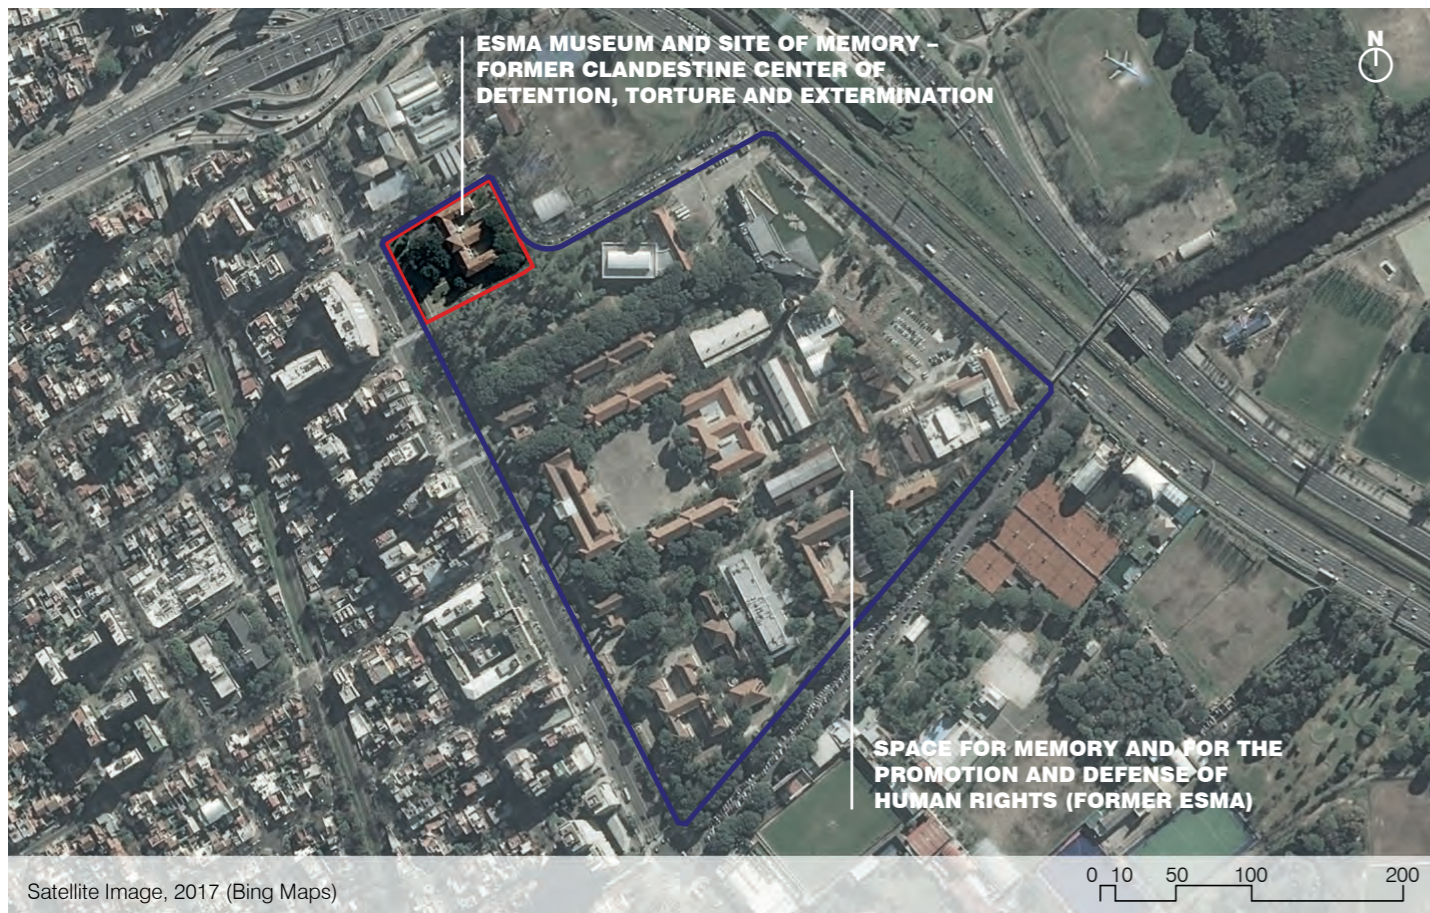 ESMA MUSEUM AND SITE OF MEMORY –
FORMER CLANDESTINE CENTER OF
DETENTION, TORTURE AND EXTERMINATION
N
SPACE FOR MEMORY AND FOR THE
PROMOTION AND DEFENSE OF
HUMAN RIGHTS (FORMER ESMA)
Satellite Image, 2017 (Bing Maps)
0 10 50 100 200